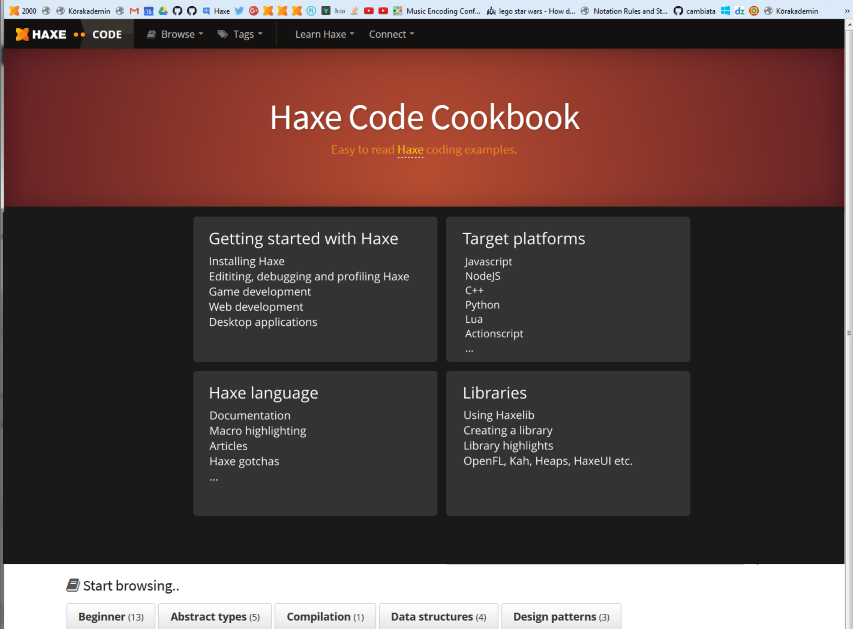 2000 Körakademin Haxe Music Encoding Conf... lego star wars - How d... Notation Rules and St... cambiata dz Körakademin »
HAXE CODE Browse Tags Learn Haxe Connect
Haxe Code Cookbook
Easy to read Haxe coding examples.
Getting started with Haxe
Installing Haxe
Edititing, debugging and profiling Haxe
Game development
Web development
Desktop applications
Target platforms
Javascript
NodeJS
C++
Python
Lua
Actionscript
...
Haxe language
Documentation
Macro highlighting
Articles
Haxe gotchas
...
Libraries
Using Haxelib
Creating a library
Library highlights
OpenFL, Kah, Heaps, HaxeUI etc.
Start browsing..
Beginner (13) Abstract types (5) Compilation (1) Data structures (4) Design patterns (3)